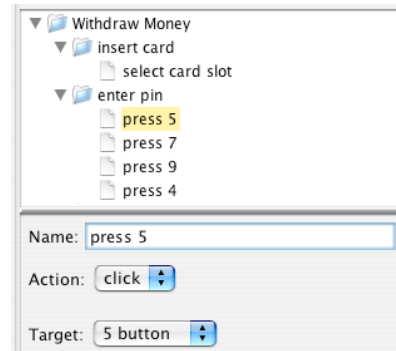 Withdraw Money
insert card
select card slot
enter pin
press 5
press 7
press 9
press 4
Name: press 5
Action: click
Target: 5 button